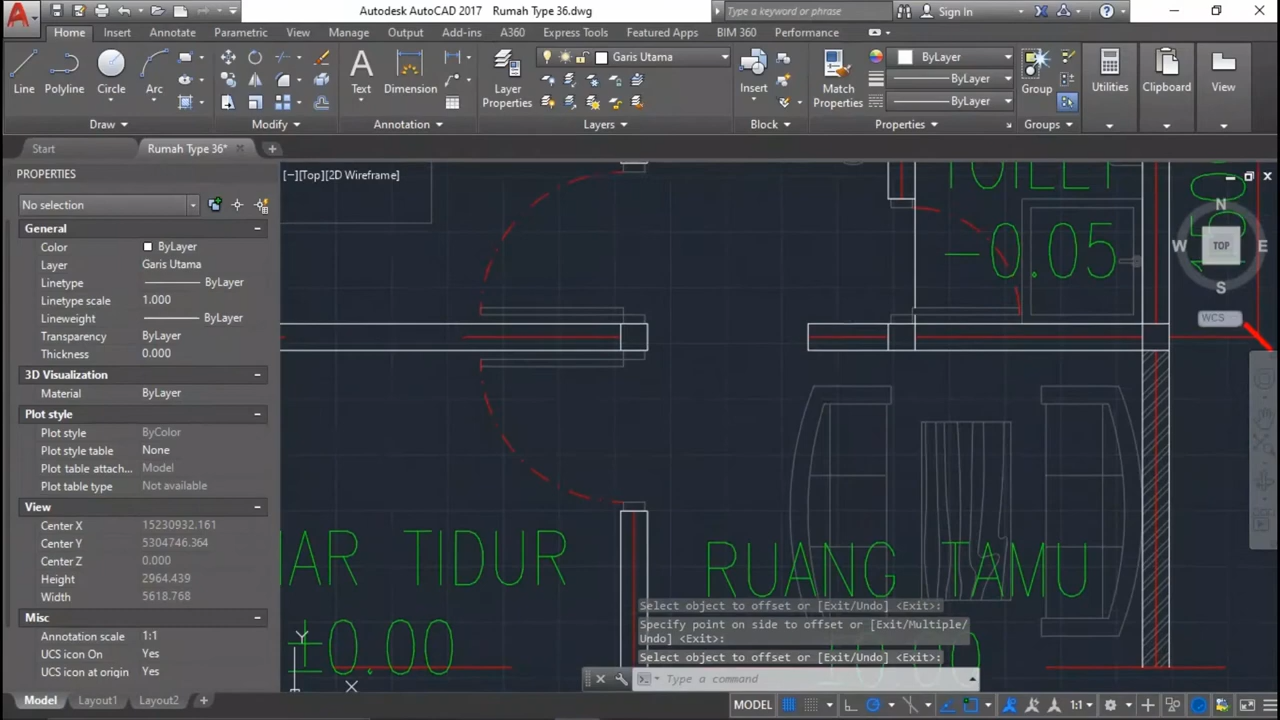 Autodesk AutoCAD 2017 Rumah Type 36.dwg
Type a keyword or phrase
Sign In
Home Insert Annotate Parametric View Manage Output Add-ins A360 Express Tools Featured Apps BIM 360 Performance
Garis Utama
ByLayer
ByLayer
ByLayer
Line Polyline Circle Arc Text Dimension Layer Properties Insert Match Properties Group Utilities Clipboard View
Draw Modify Annotation Layers Block Properties Groups
Start Rumah Type 36*
PROPERTIES
No selection
General
Color ByLayer
Layer Garis Utama
Linetype ByLayer
Linetype scale 1.000
Lineweight ByLayer
Transparency ByLayer
Thickness 0.000
3D Visualization
Material ByLayer
Plot style
Plot style ByColor
Plot style table None
Plot table attach... Model
Plot table type Not available
View
Center X 15230932.161
Center Y 5304746.364
Center Z 0.000
Height 2964.439
Width 5618.768
Misc
Annotation scale 1:1
UCS icon On Yes
UCS icon at origin Yes
[−][Top][2D Wireframe]
TOILET
−0.05
N
W TOP E
S
WCS
MAR TIDUR
±0.00
RUANG TAMU
Y
X
Select object to offset or [Exit/Undo] <Exit>:
Specify point on side to offset or [Exit/Multiple/
Undo] <Exit>:
Select object to offset or [Exit/Undo] <Exit>:
Type a command
Model Layout1 Layout2
MODEL 1:1